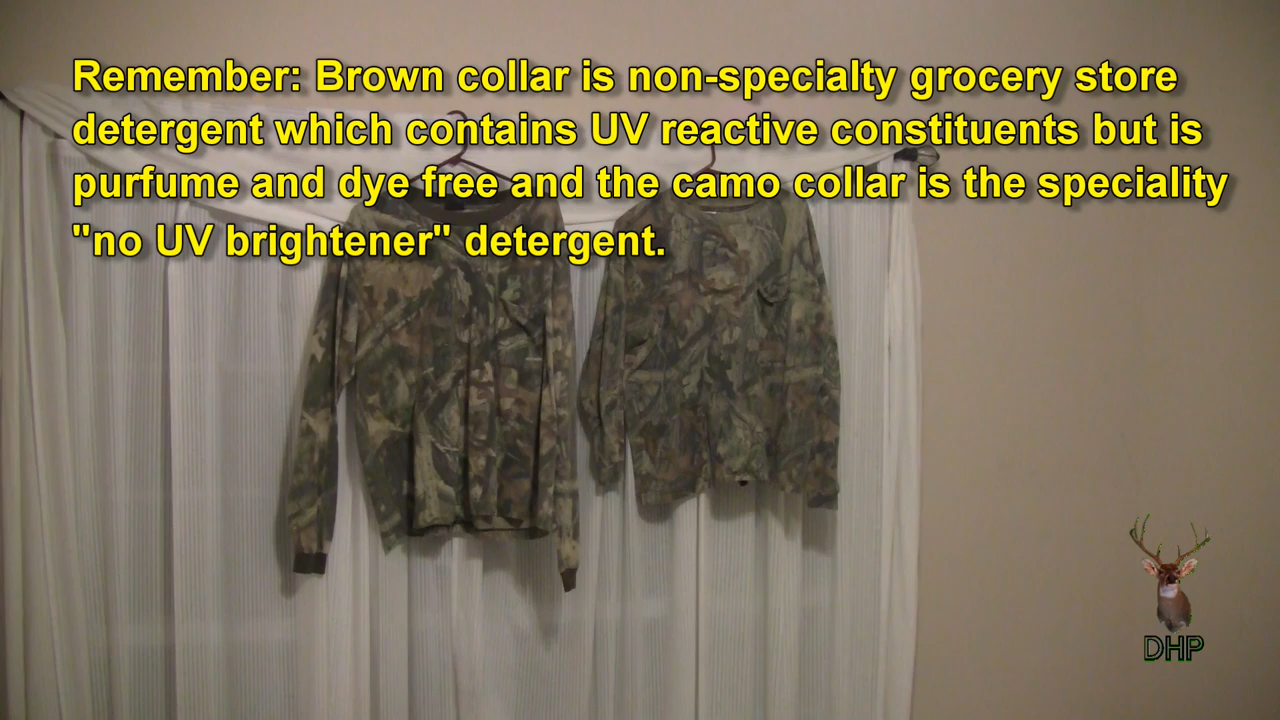 Remember: Brown collar is non-specialty grocery store
detergent which contains UV reactive constituents but is
purfume and dye free and the camo collar is the speciality
"no UV brightener" detergent.
DHP